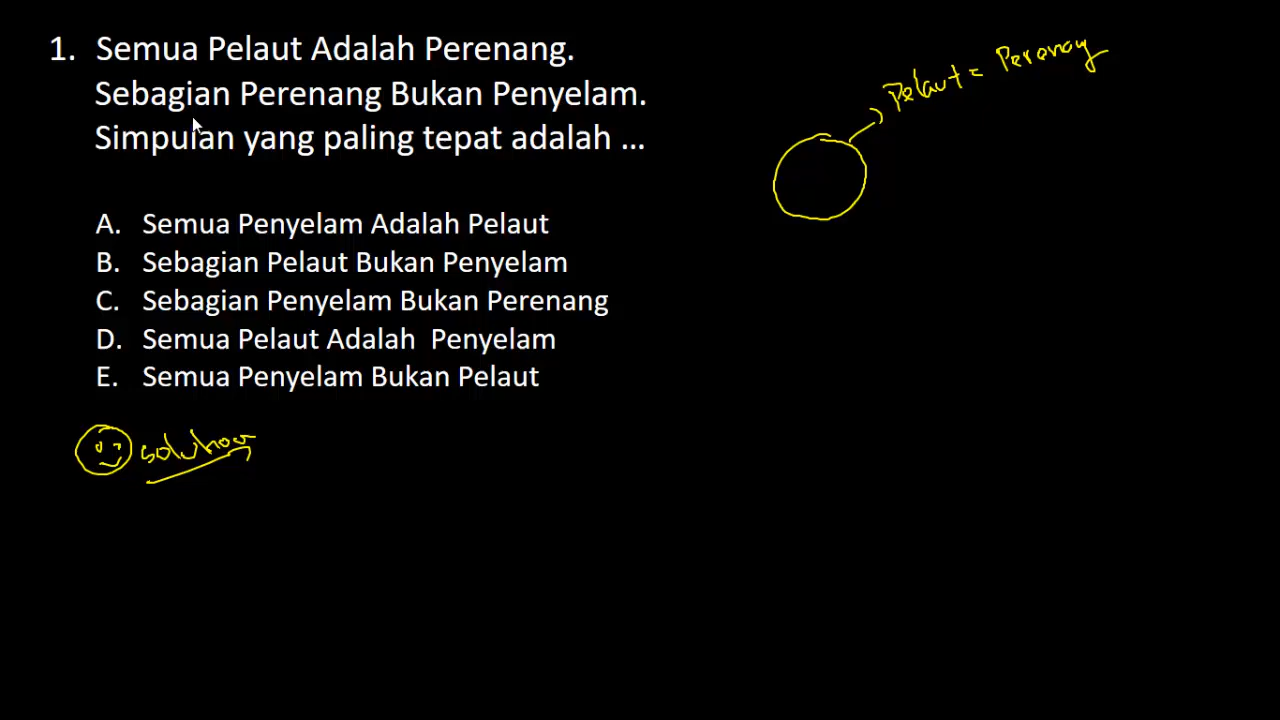 1. Semua Pelaut Adalah Perenang.
Sebagian Perenang Bukan Penyelam.
Simpulan yang paling tepat adalah ...
A. Semua Penyelam Adalah Pelaut
B. Sebagian Pelaut Bukan Penyelam
C. Sebagian Penyelam Bukan Perenang
D. Semua Pelaut Adalah Penyelam
E. Semua Penyelam Bukan Pelaut
Pelaut = Perenang